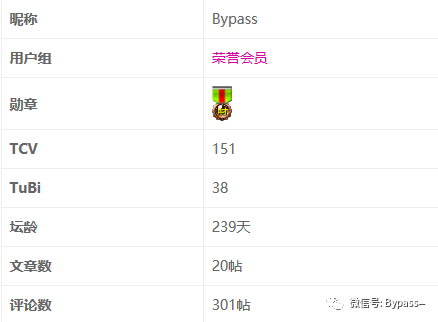 昵称 Bypass
用户组 荣誉会员
勋章
TCV 151
TuBi 38
坛龄 239天
文章数 20帖
评论数 301帖
微信号: Bypass--